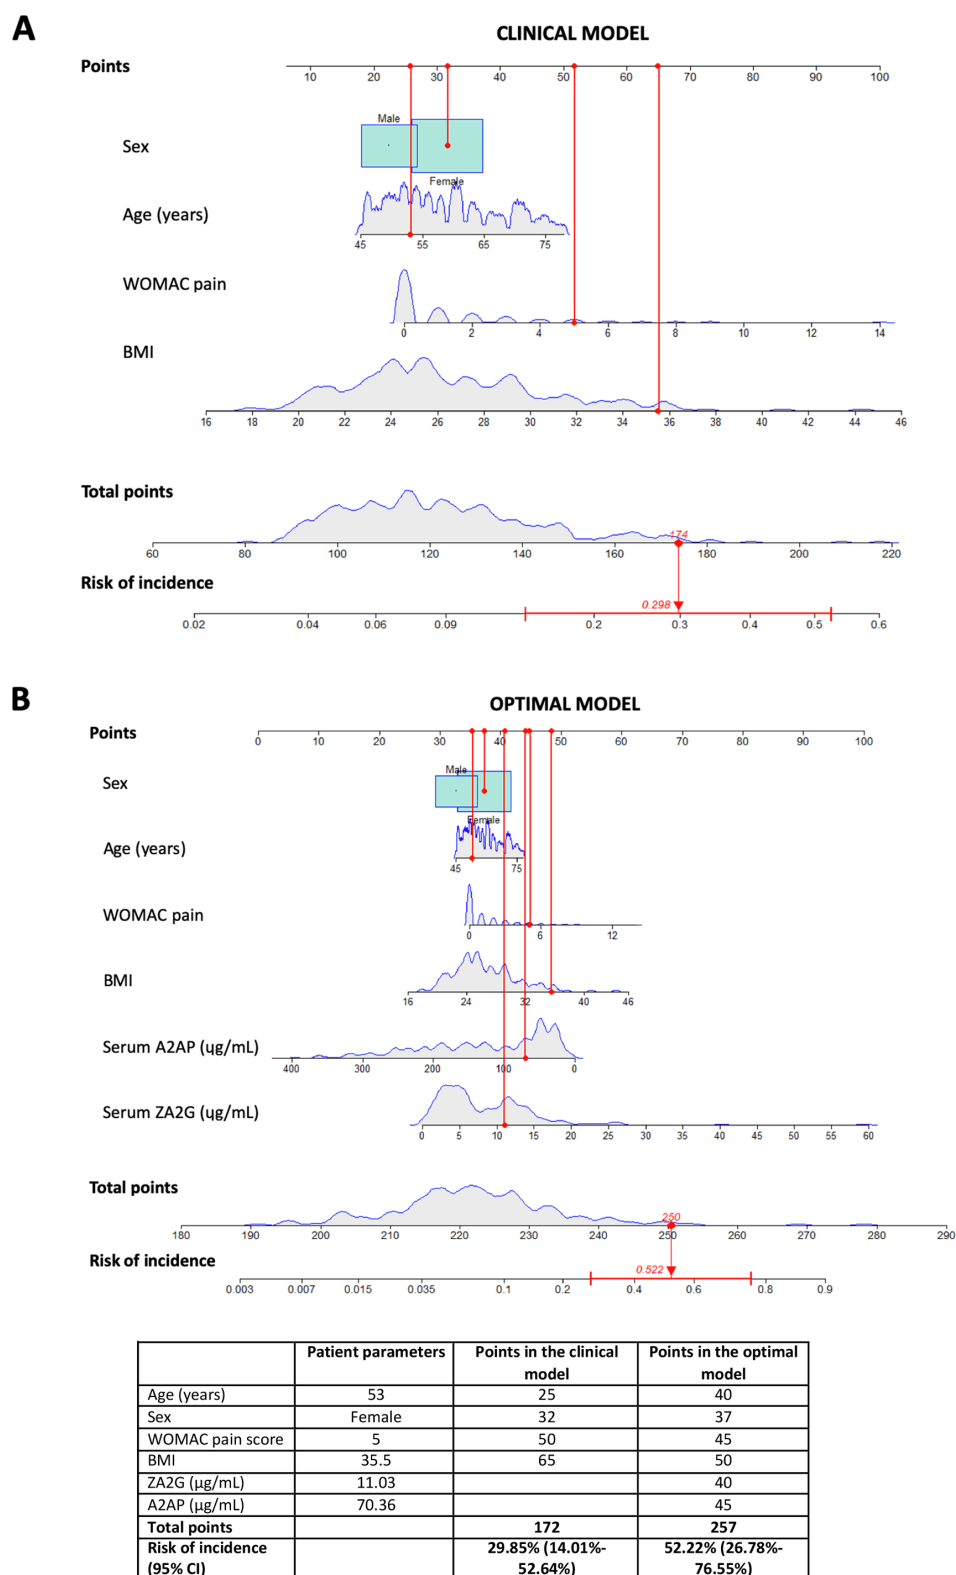 A
CLINICAL MODEL
Points
10 20 30 40 50 60 70 80 90 100
Male
Sex
Female
Age (years)
45 55 65 75
WOMAC pain
0 2 4 6 8 10 12 14
BMI
16 18 20 22 24 26 28 30 32 34 36 38 40 42 44 46
Total points
174
60 80 100 120 140 160 180 200 220
Risk of incidence
0.298
0.02 0.04 0.06 0.09 0.2 0.3 0.4 0.5 0.6
B
OPTIMAL MODEL
Points
0 10 20 30 40 50 60 70 80 90 100
Male
Sex
Female
Age (years)
45 75
WOMAC pain
0 6 12
BMI
16 24 32 40 46
Serum A2AP (ug/mL)
400 300 200 100 0
Serum ZA2G (ug/mL)
0 5 10 15 20 25 30 35 40 45 50 55 60
Total points
250
180 190 200 210 220 230 240 250 260 270 280 290
Risk of incidence
0.522
0.003 0.007 0.015 0.035 0.1 0.2 0.4 0.6 0.8 0.9
Patient parameters Points in the clinical model Points in the optimal model
Age (years) 53 25 40
Sex Female 32 37
WOMAC pain score 5 50 45
BMI 35.5 65 50
ZA2G (µg/mL) 11.03 40
A2AP (µg/mL) 70.36 45
Total points 172 257
Risk of incidence (95% CI) 29.85% (14.01%-52.64%) 52.22% (26.78%-76.55%)